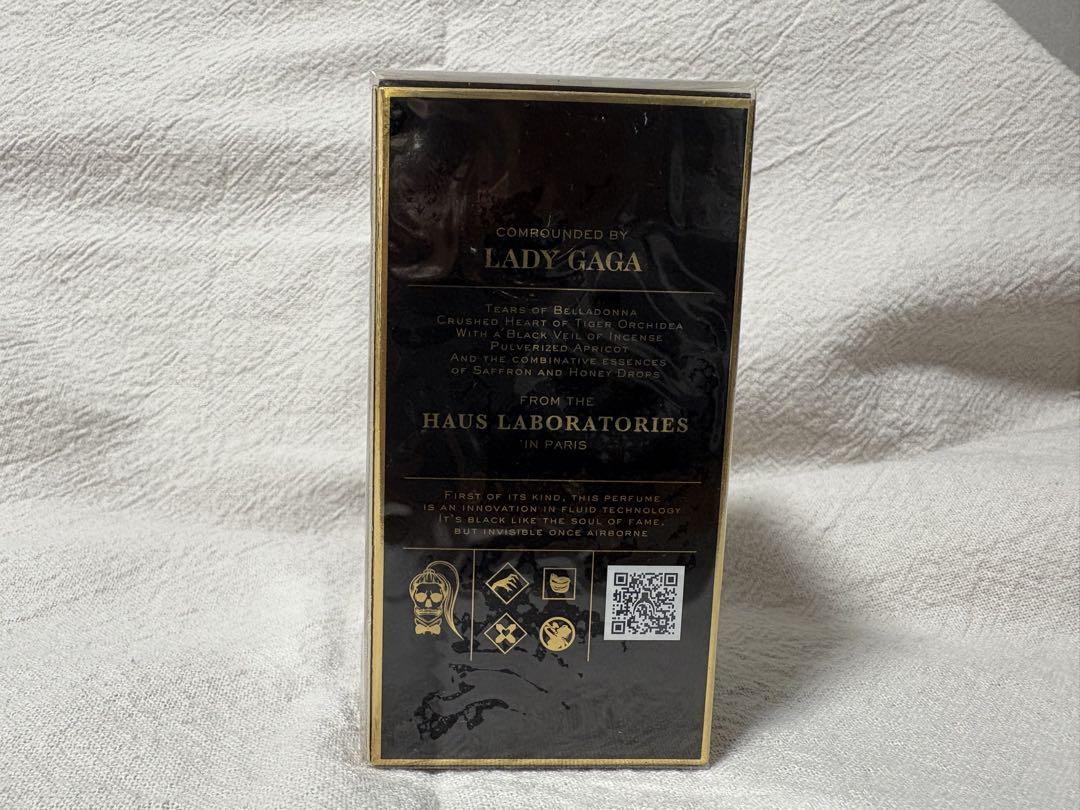 COMROUNDED BY
LADY GAGA
TEARS OF BELLADONNA
CRUSHED HEART OF TIGER ORCHIDEA
WITH A BLACK VEIL OF INCENSE
PULVERIZED APRICOT
AND THE COMBINATIVE ESSENCES
OF SAFFRON AND HONEY DROPS
FROM THE
HAUS LABORATORIES
IN PARIS
FIRST OF ITS KIND, THIS PERFUME
IS AN INNOVATION IN FLUID TECHNOLOGY
IT'S BLACK LIKE THE SOUL OF FAME,
BUT INVISIBLE ONCE AIRBORNE